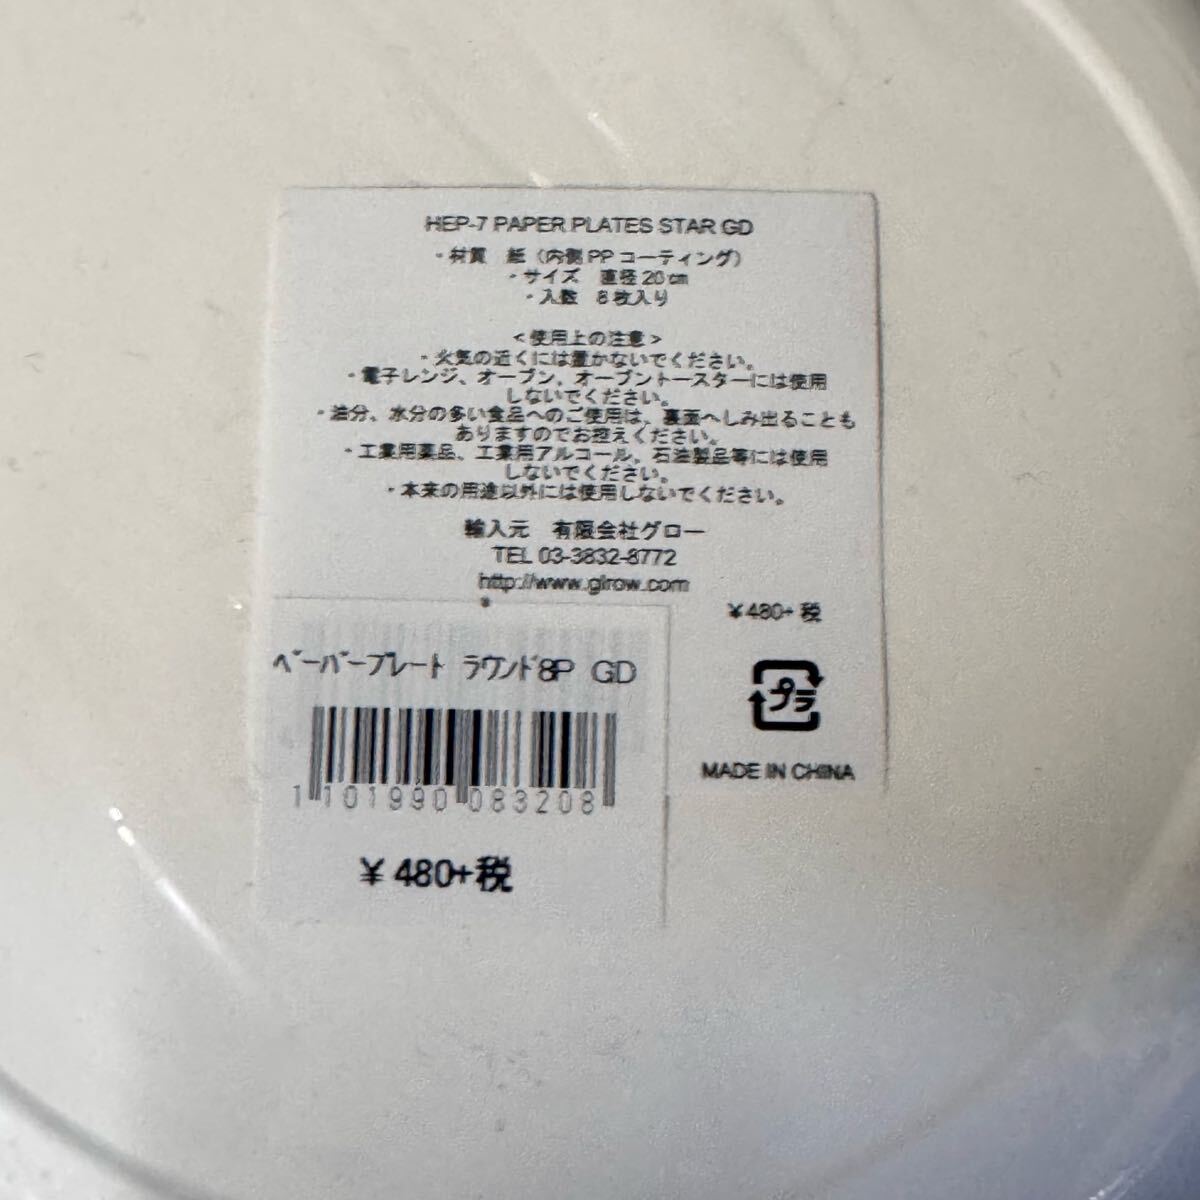 HEP-7 PAPER PLATES STAR GD
・材質　紙（内側PPコーティング）
・サイズ　直径20㎝
・入数　8枚入り
＜使用上の注意＞
・火気の近くには置かないでください。
・電子レンジ、オーブン、オーブントースターには使用
しないでください。
・油分、水分の多い食品へのご使用は、裏面へしみ出ることも
ありますのでお控えください。
・工業用薬品、工業用アルコール、石油製品等には使用
しないでください。
・本来の用途以外には使用しないでください。
輸入元　有限会社グロー
TEL 03-3832-8772
http://www.glrow.com
￥480+税
プラ
MADE IN CHINA
ペーパープレート ラウンド8P GD
1 101990 083208
￥480+税